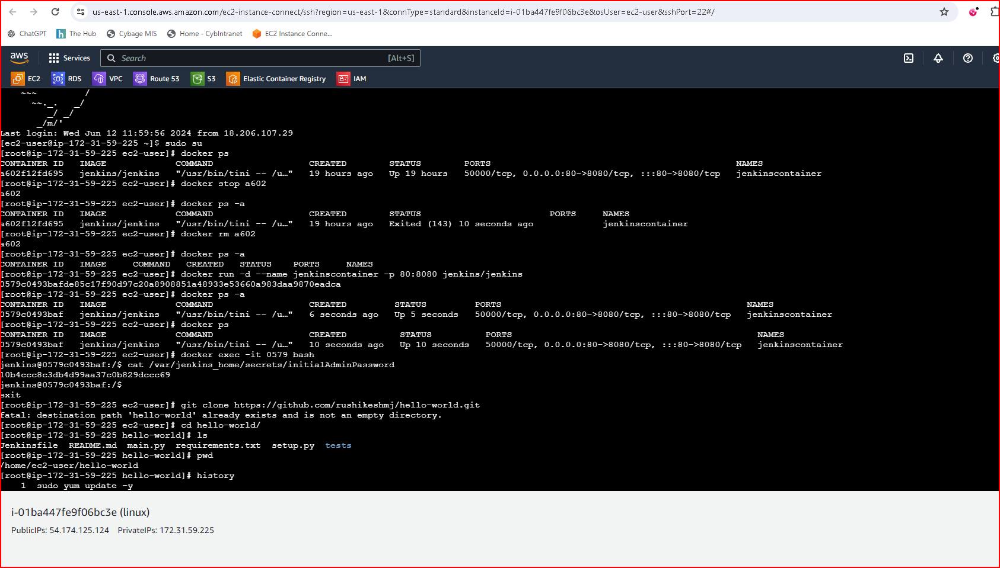 us-east-1.console.aws.amazon.com/ec2-instance-connect/ssh?region=us-east-1&connType=standard&instanceId=i-01ba447fe9f06bc3e&osUser=ec2-user&sshPort=22#/
ChatGPT The Hub Cybage MIS Home - CybIntranet EC2 Instance Conne...
aws Services Search [Alt+S]
EC2 RDS VPC Route 53 S3 Elastic Container Registry IAM
~~~ /
~~._. _/
_/ _/
_/m/'
Last login: Wed Jun 12 11:59:56 2024 from 18.206.107.29
[ec2-user@ip-172-31-59-225 ~]$ sudo su
[root@ip-172-31-59-225 ec2-user]# docker ps
CONTAINER ID IMAGE COMMAND CREATED STATUS PORTS NAMES
a602f12fd695 jenkins/jenkins "/usr/bin/tini -- /u…" 19 hours ago Up 19 hours 50000/tcp, 0.0.0.0:80->8080/tcp, :::80->8080/tcp jenkinscontainer
[root@ip-172-31-59-225 ec2-user]# docker stop a602
a602
[root@ip-172-31-59-225 ec2-user]# docker ps -a
CONTAINER ID IMAGE COMMAND CREATED STATUS PORTS NAMES
a602f12fd695 jenkins/jenkins "/usr/bin/tini -- /u…" 19 hours ago Exited (143) 10 seconds ago jenkinscontainer
[root@ip-172-31-59-225 ec2-user]# docker rm a602
a602
[root@ip-172-31-59-225 ec2-user]# docker ps -a
CONTAINER ID IMAGE COMMAND CREATED STATUS PORTS NAMES
[root@ip-172-31-59-225 ec2-user]# docker run -d --name jenkinscontainer -p 80:8080 jenkins/jenkins
0579c0493bafde85c17f90d97c20a8908851a48933e53660a983daa9870eadca
[root@ip-172-31-59-225 ec2-user]# docker ps -a
CONTAINER ID IMAGE COMMAND CREATED STATUS PORTS NAMES
0579c0493baf jenkins/jenkins "/usr/bin/tini -- /u…" 6 seconds ago Up 5 seconds 50000/tcp, 0.0.0.0:80->8080/tcp, :::80->8080/tcp jenkinscontainer
[root@ip-172-31-59-225 ec2-user]# docker ps
CONTAINER ID IMAGE COMMAND CREATED STATUS PORTS NAMES
0579c0493baf jenkins/jenkins "/usr/bin/tini -- /u…" 10 seconds ago Up 10 seconds 50000/tcp, 0.0.0.0:80->8080/tcp, :::80->8080/tcp jenkinscontainer
[root@ip-172-31-59-225 ec2-user]# docker exec -it 0579 bash
jenkins@0579c0493baf:/$ cat /var/jenkins_home/secrets/initialAdminPassword
10b4ccc8c3db4d99aa37c0b829dccc69
jenkins@0579c0493baf:/$
exit
[root@ip-172-31-59-225 ec2-user]# git clone https://github.com/rushikeshmj/hello-world.git
fatal: destination path 'hello-world' already exists and is not an empty directory.
[root@ip-172-31-59-225 ec2-user]# cd hello-world/
[root@ip-172-31-59-225 hello-world]# ls
Jenkinsfile README.md main.py requirements.txt setup.py tests
[root@ip-172-31-59-225 hello-world]# pwd
/home/ec2-user/hello-world
[root@ip-172-31-59-225 hello-world]# history
1 sudo yum update -y
i-01ba447fe9f06bc3e (linux)
PublicIPs: 54.174.125.124 PrivateIPs: 172.31.59.225